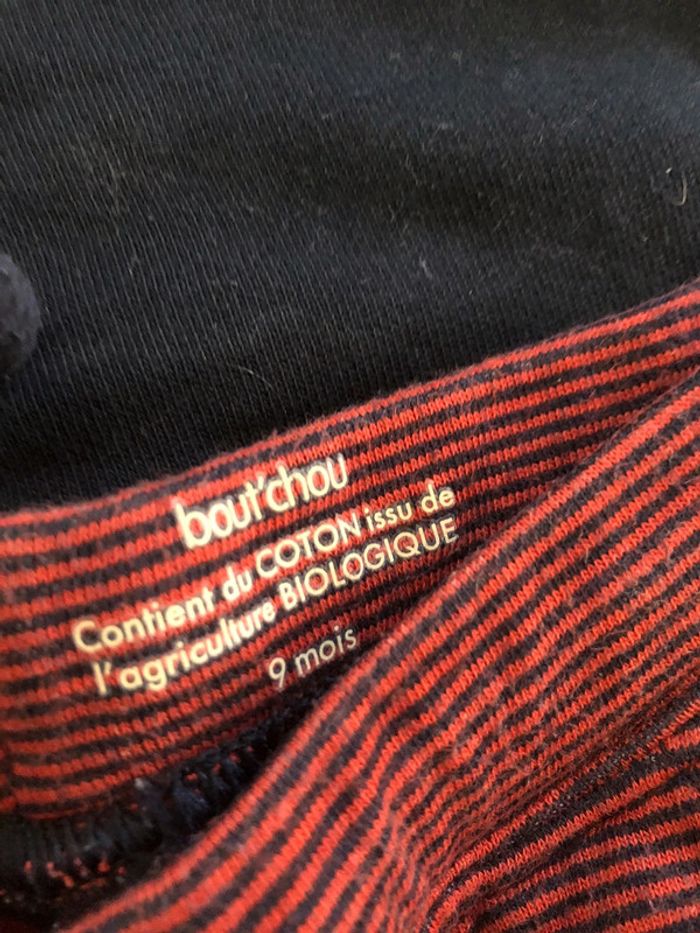 bout'chou
Contient du COTON issu de
l'agriculture BIOLOGIQUE
9 mois